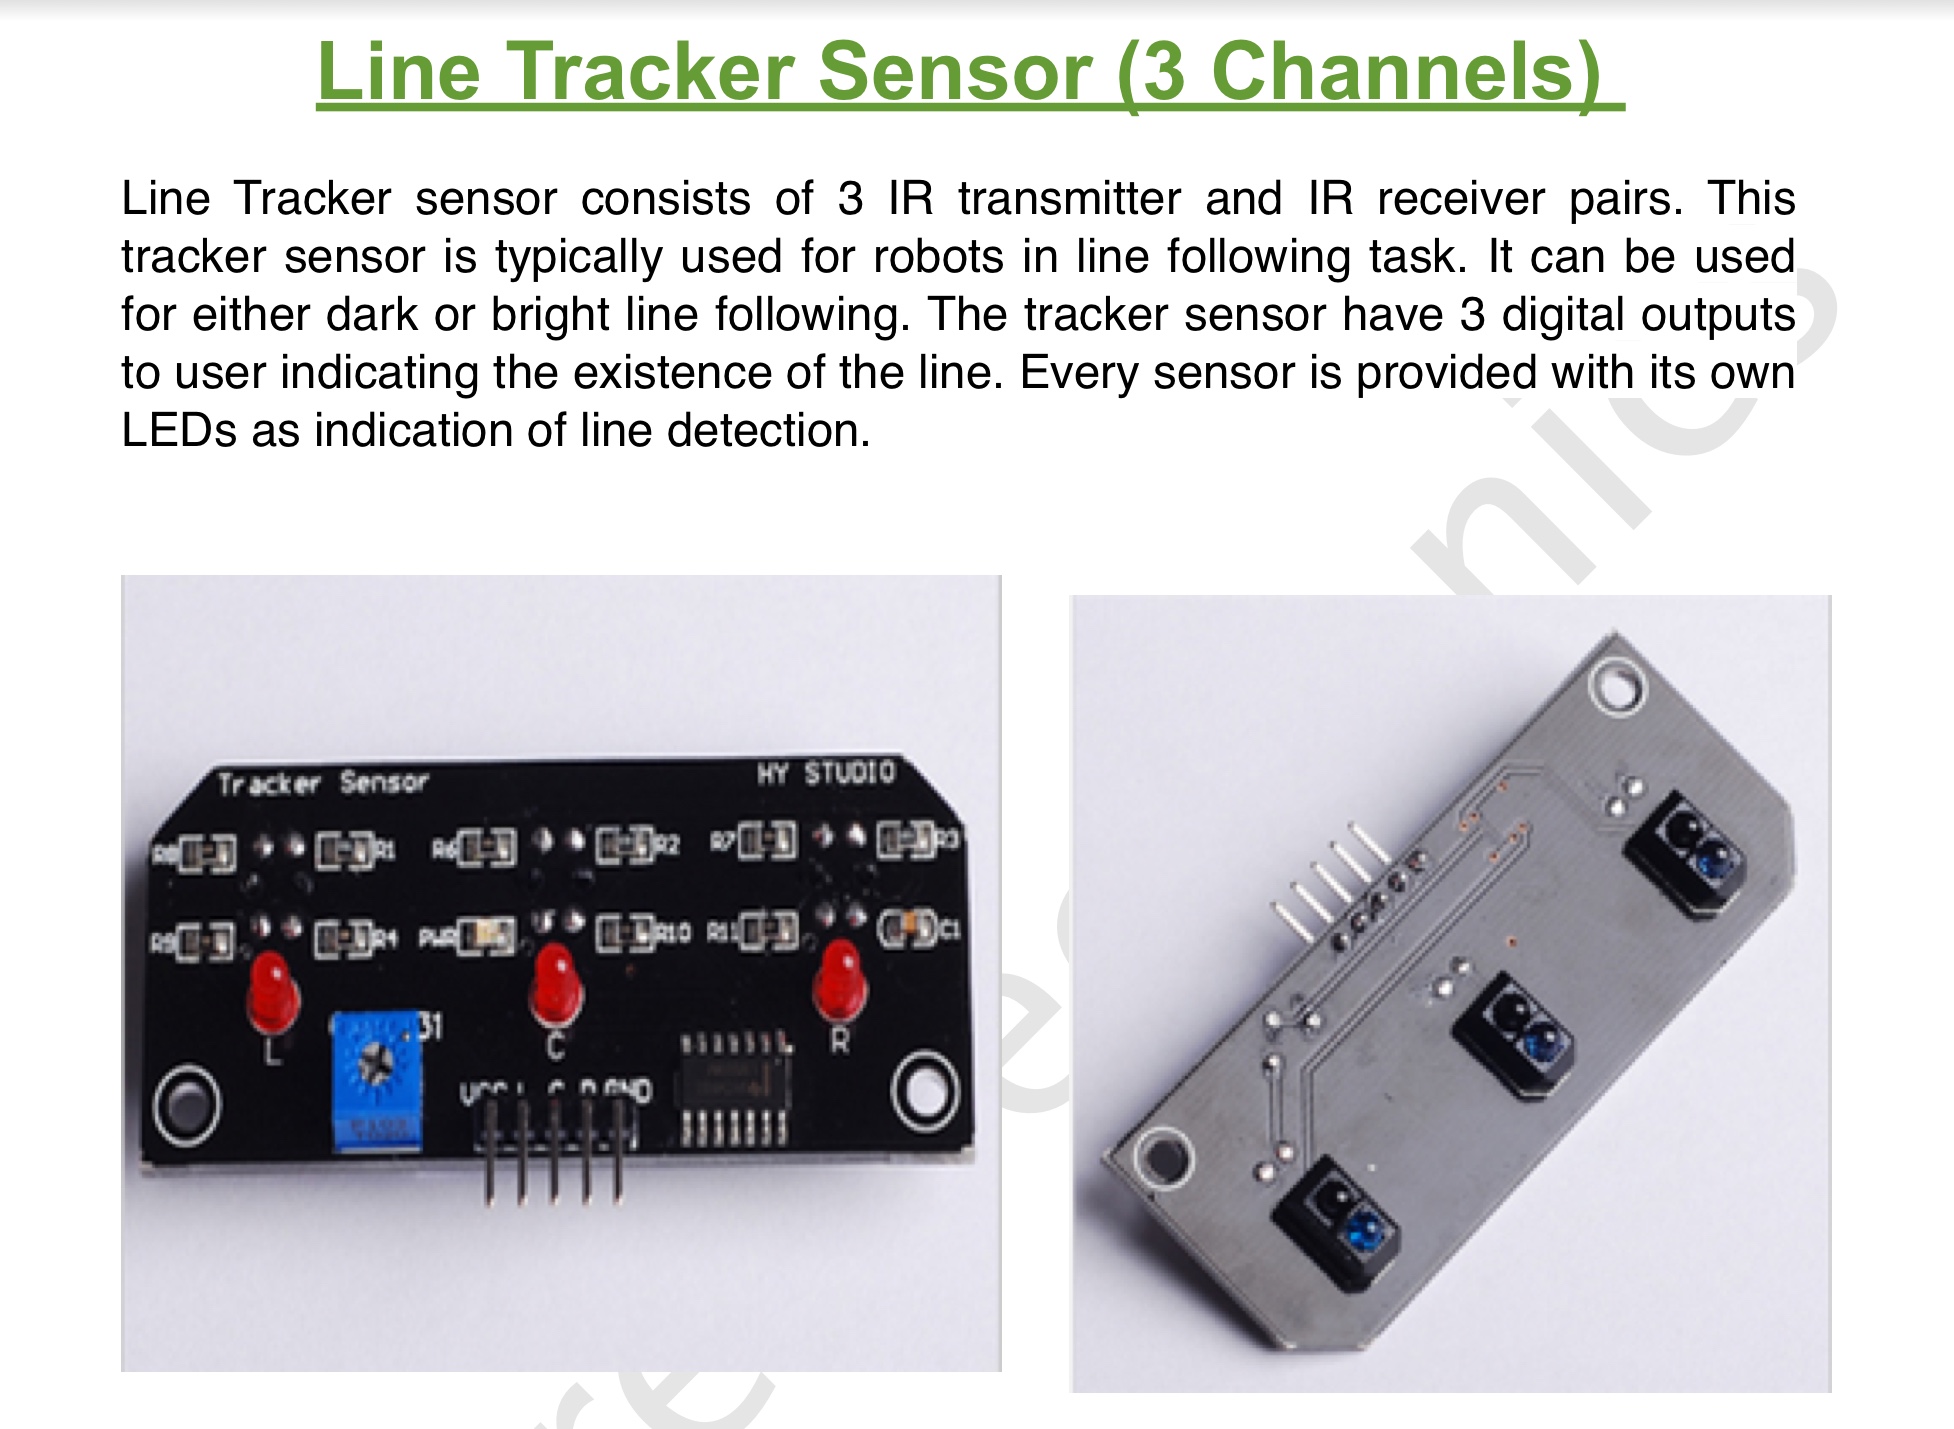 Line Tracker Sensor (3 Channels)
Line Tracker sensor consists of 3 IR transmitter and IR receiver pairs. This
tracker sensor is typically used for robots in line following task. It can be used
for either dark or bright line following. The tracker sensor have 3 digital outputs
to user indicating the existence of the line. Every sensor is provided with its own
LEDs as indication of line detection.
Tracker Sensor HY STUDIO
R8 R1 R6 R2 R7 R3
R9 R4 PWR R10 R11 C1
L C R
VCC L C R GND